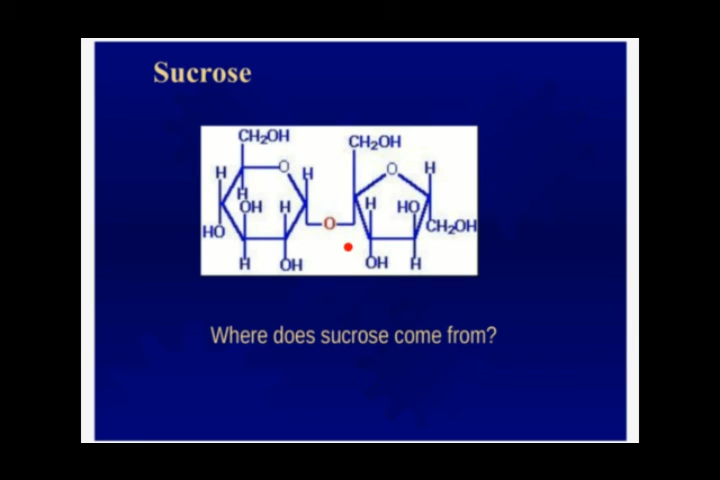 Sucrose
CH₂OH CH₂OH
H O H O H
H
OH H H HO
HO O CH₂OH
H OH OH H
Where does sucrose come from?